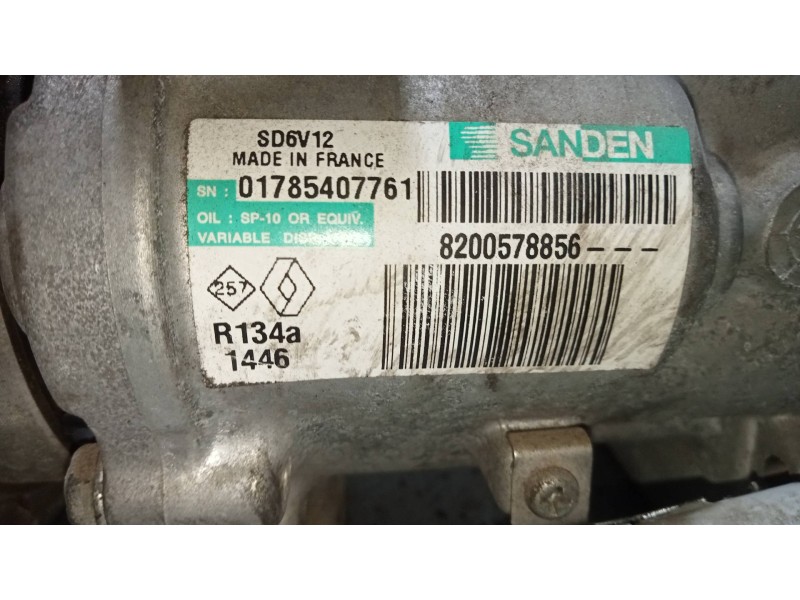 SD6V12
MADE IN FRANCE
SANDEN
SN : 01785407761
OIL : SP-10 OR EQUIV.
VARIABLE
8200578856---
257
R134a
1446